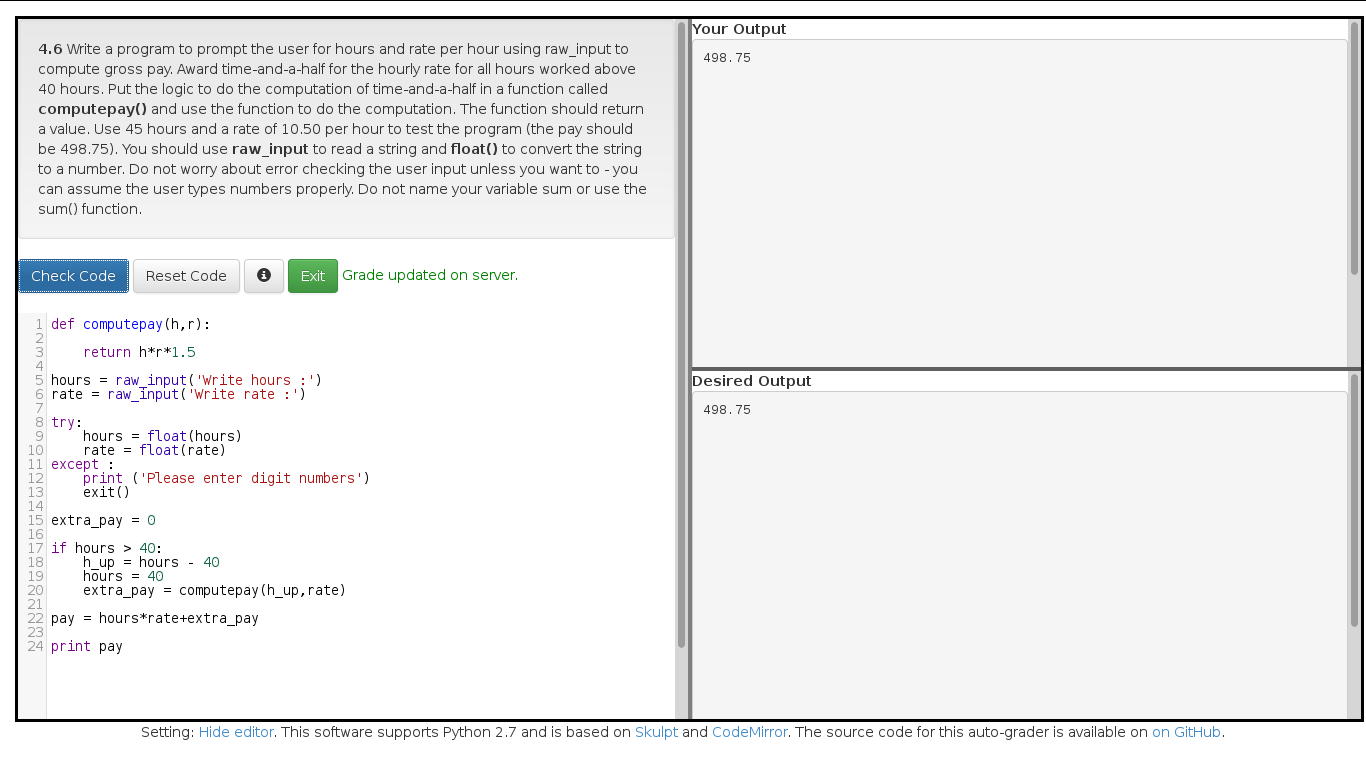 4.6 Write a program to prompt the user for hours and rate per hour using raw_input to
compute gross pay. Award time-and-a-half for the hourly rate for all hours worked above
40 hours. Put the logic to do the computation of time-and-a-half in a function called
computepay() and use the function to do the computation. The function should return
a value. Use 45 hours and a rate of 10.50 per hour to test the program (the pay should
be 498.75). You should use raw_input to read a string and float() to convert the string
to a number. Do not worry about error checking the user input unless you want to - you
can assume the user types numbers properly. Do not name your variable sum or use the
sum() function.
Check Code Reset Code Exit Grade updated on server.
1 def computepay(h,r):
2
3     return h*r*1.5
4
5 hours = raw_input('Write hours :')
6 rate = raw_input('Write rate :')
7
8 try:
9     hours = float(hours)
10     rate = float(rate)
11 except :
12     print ('Please enter digit numbers')
13     exit()
14
15 extra_pay = 0
16
17 if hours > 40:
18     h_up = hours - 40
19     hours = 40
20     extra_pay = computepay(h_up,rate)
21
22 pay = hours*rate+extra_pay
23
24 print pay
Your Output
498.75
Desired Output
498.75
Setting: Hide editor. This software supports Python 2.7 and is based on Skulpt and CodeMirror. The source code for this auto-grader is available on on GitHub.